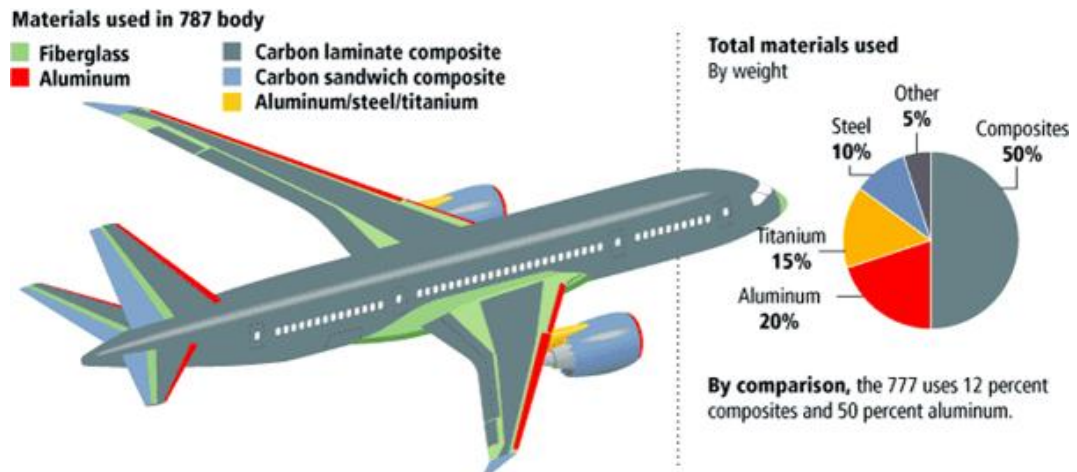 Materials used in 787 body
Fiberglass
Aluminum
Carbon laminate composite
Carbon sandwich composite
Aluminum/steel/titanium
Total materials used
By weight
Other
5%
Steel
10%
Composites
50%
Titanium
15%
Aluminum
20%
By comparison, the 777 uses 12 percent
composites and 50 percent aluminum.